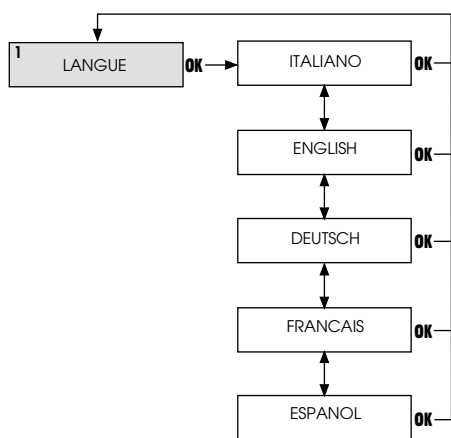 1
LANGUE OK ITALIANO OK
ENGLISH OK
DEUTSCH OK
FRANCAIS OK
ESPANOL OK